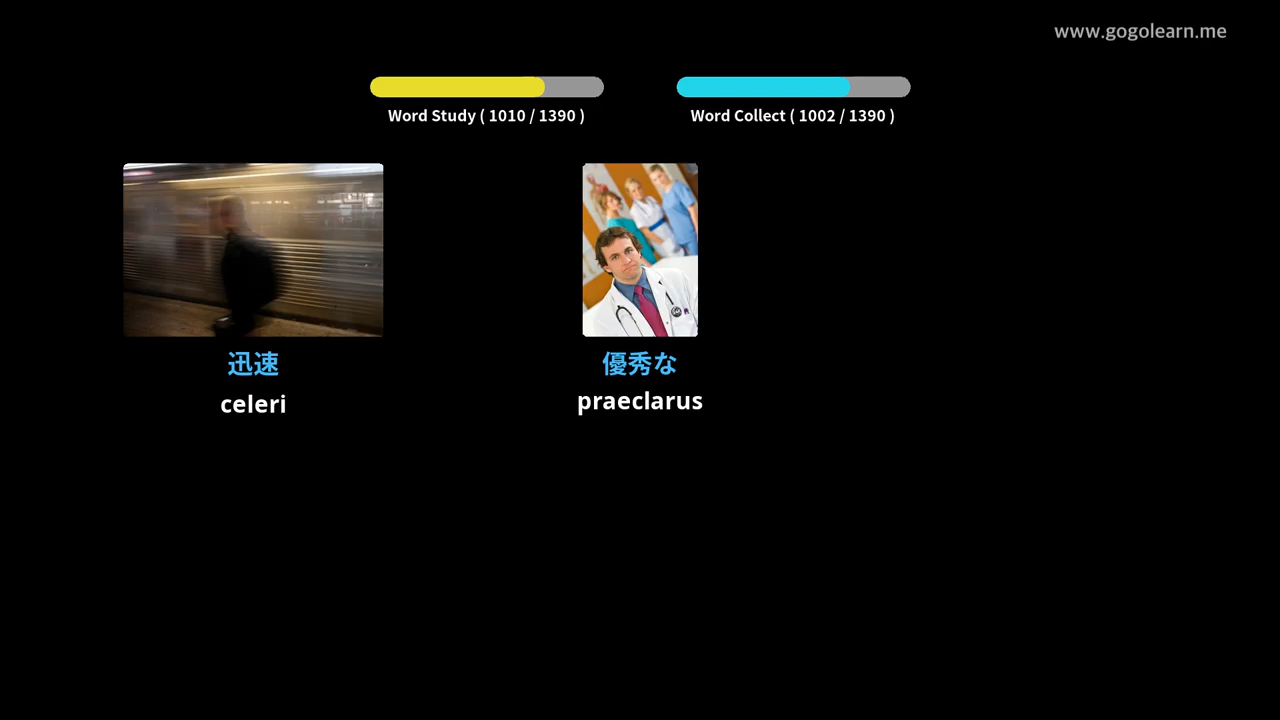 www.gogolearn.me
Word Study ( 1010 / 1390 )
Word Collect ( 1002 / 1390 )
迅速
celeri
優秀な
praeclarus